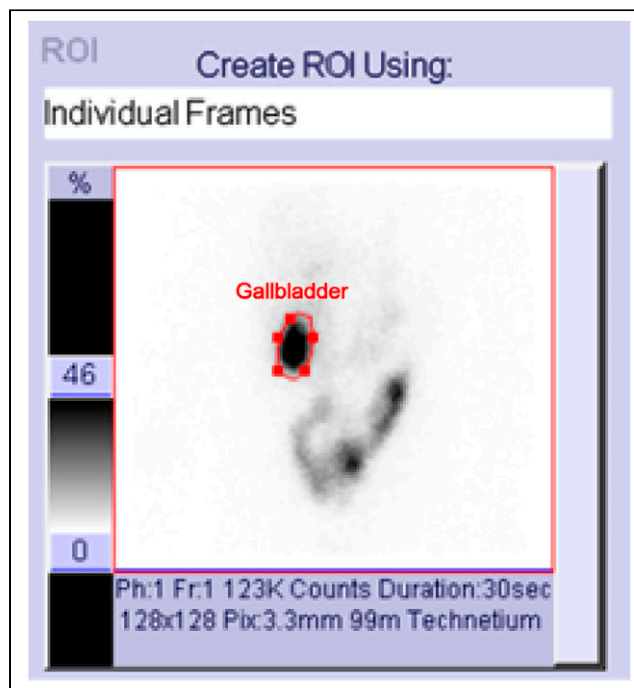 ROI
Create ROI Using:
Individual Frames
%
Gallbladder
46
0
Ph:1 Fr:1 123K Counts Duration:30sec
128x128 Pix:3.3mm 99m Technetium